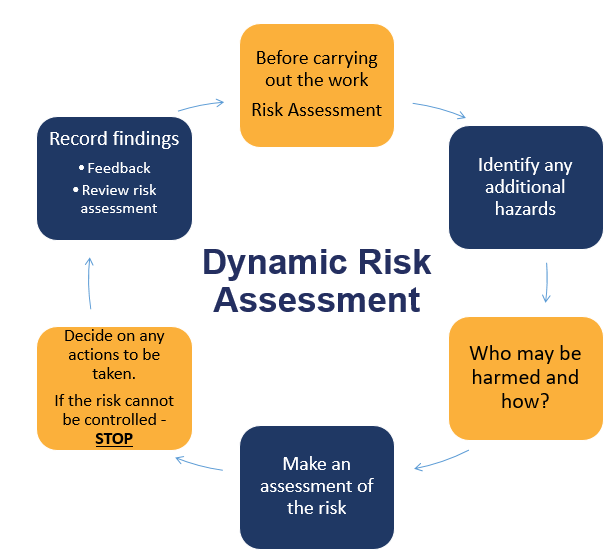 Before carrying
out the work
Risk Assessment
Identify any
additional
hazards
Who may be
harmed and
how?
Make an
assessment of
the risk
Decide on any
actions to be
taken.
If the risk cannot
be controlled -
STOP
Record findings
• Feedback
• Review risk
assessment
Dynamic Risk
Assessment